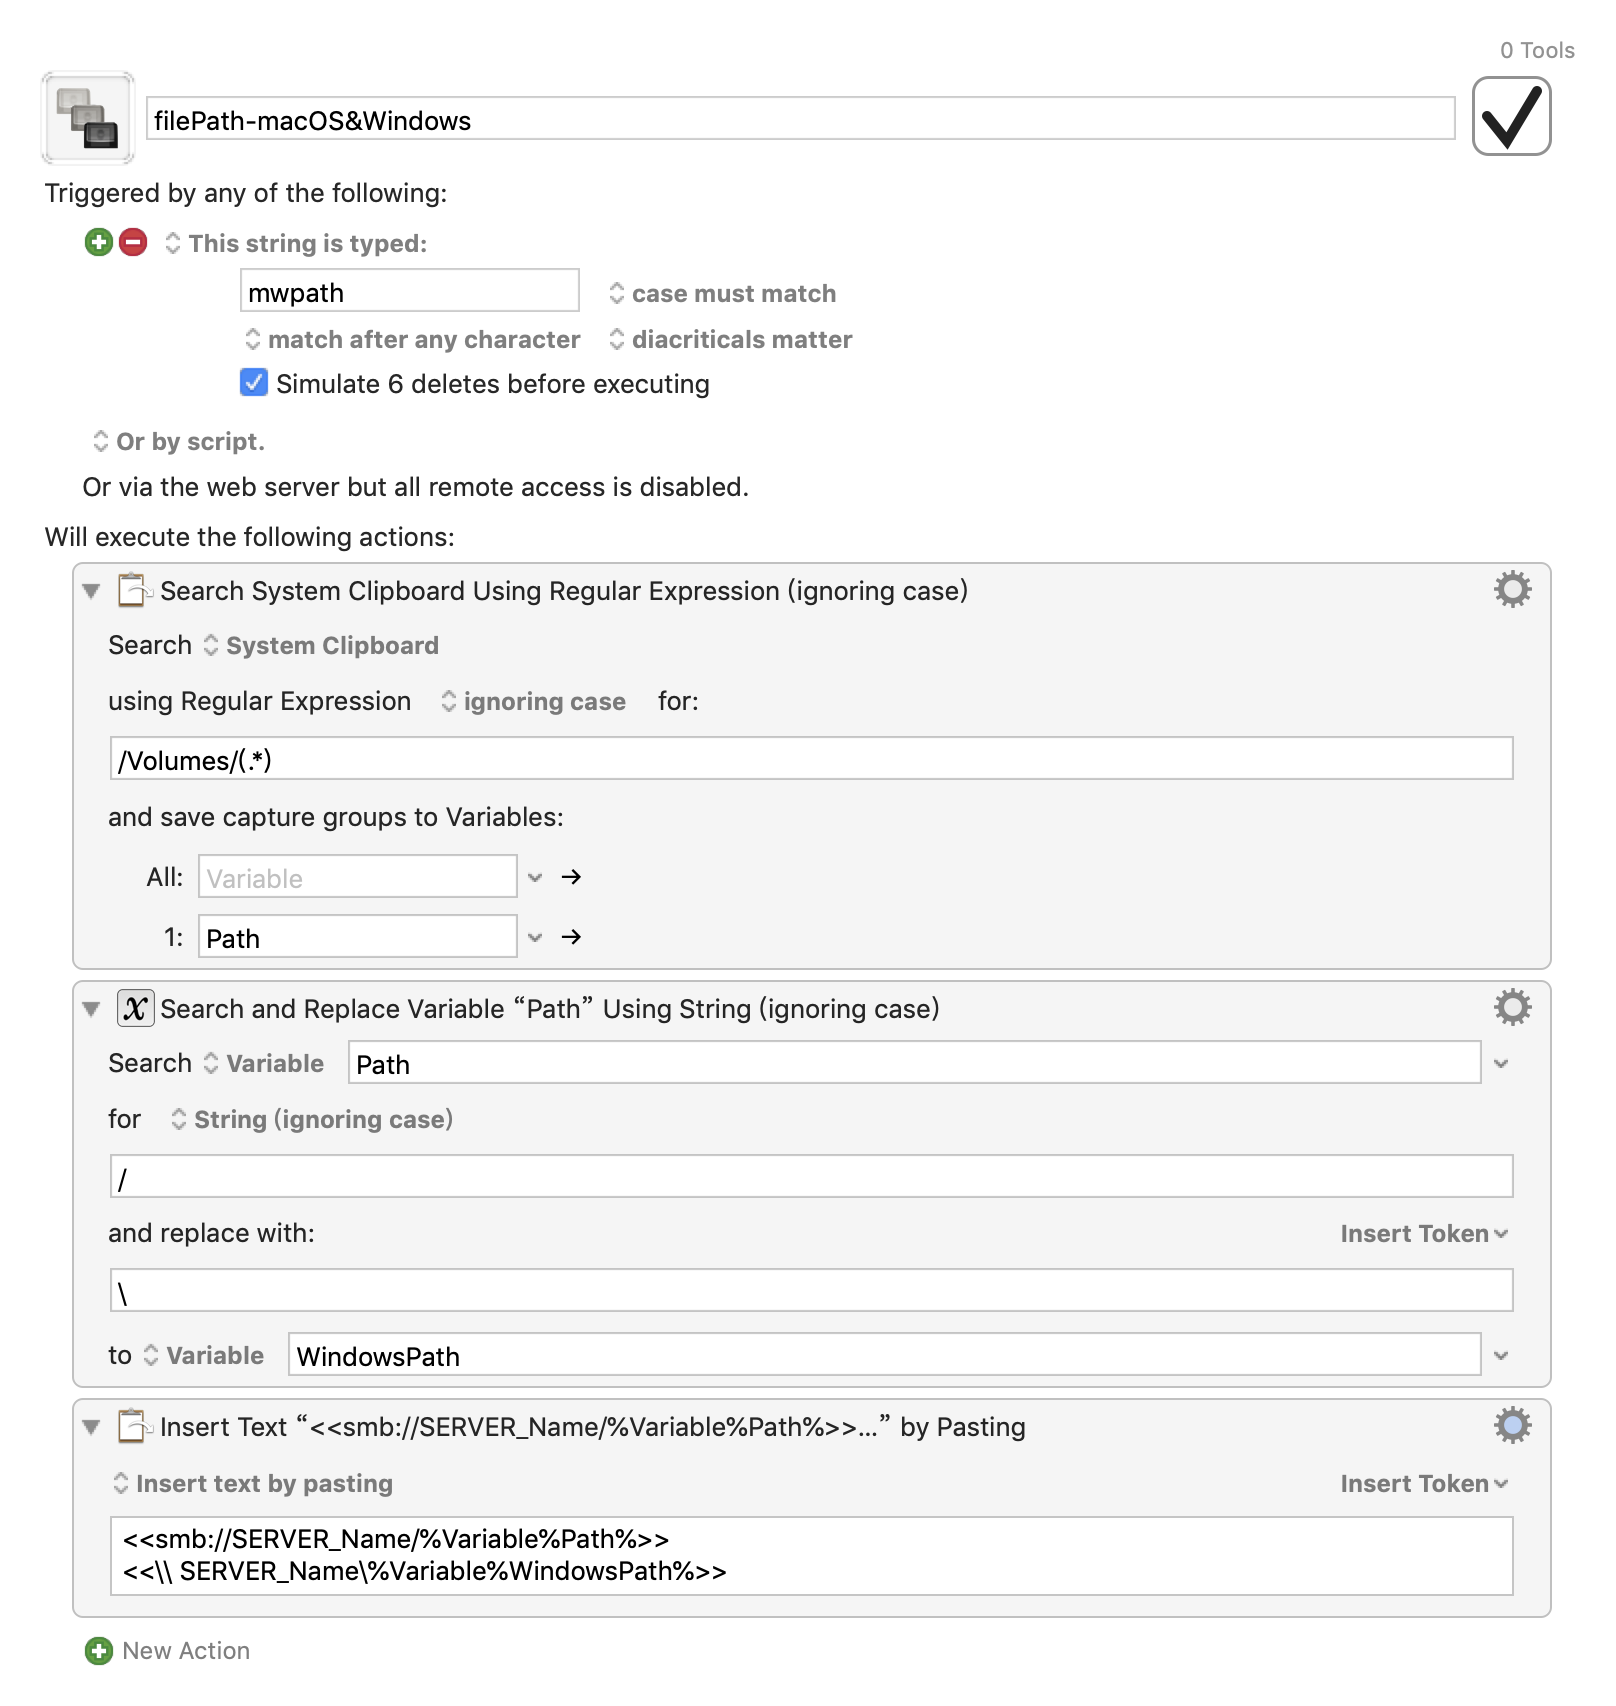 0 Tools
filePath-macOS&Windows
Triggered by any of the following:
This string is typed:
mwpath case must match
match after any character diacriticals matter
Simulate 6 deletes before executing
Or by script.
Or via the web server but all remote access is disabled.
Will execute the following actions:
Search System Clipboard Using Regular Expression (ignoring case)
Search System Clipboard
using Regular Expression ignoring case for:
/Volumes/(.*)
and save capture groups to Variables:
All: Variable →
1: Path →
x Search and Replace Variable “Path” Using String (ignoring case)
Search Variable Path
for String (ignoring case)
/
and replace with: Insert Token
\
to Variable WindowsPath
Insert Text “<<smb://SERVER_Name/%Variable%Path%>>…” by Pasting
Insert text by pasting Insert Token
<<smb://SERVER_Name/%Variable%Path%>>
<<\\ SERVER_Name\%Variable%WindowsPath%>>
New Action